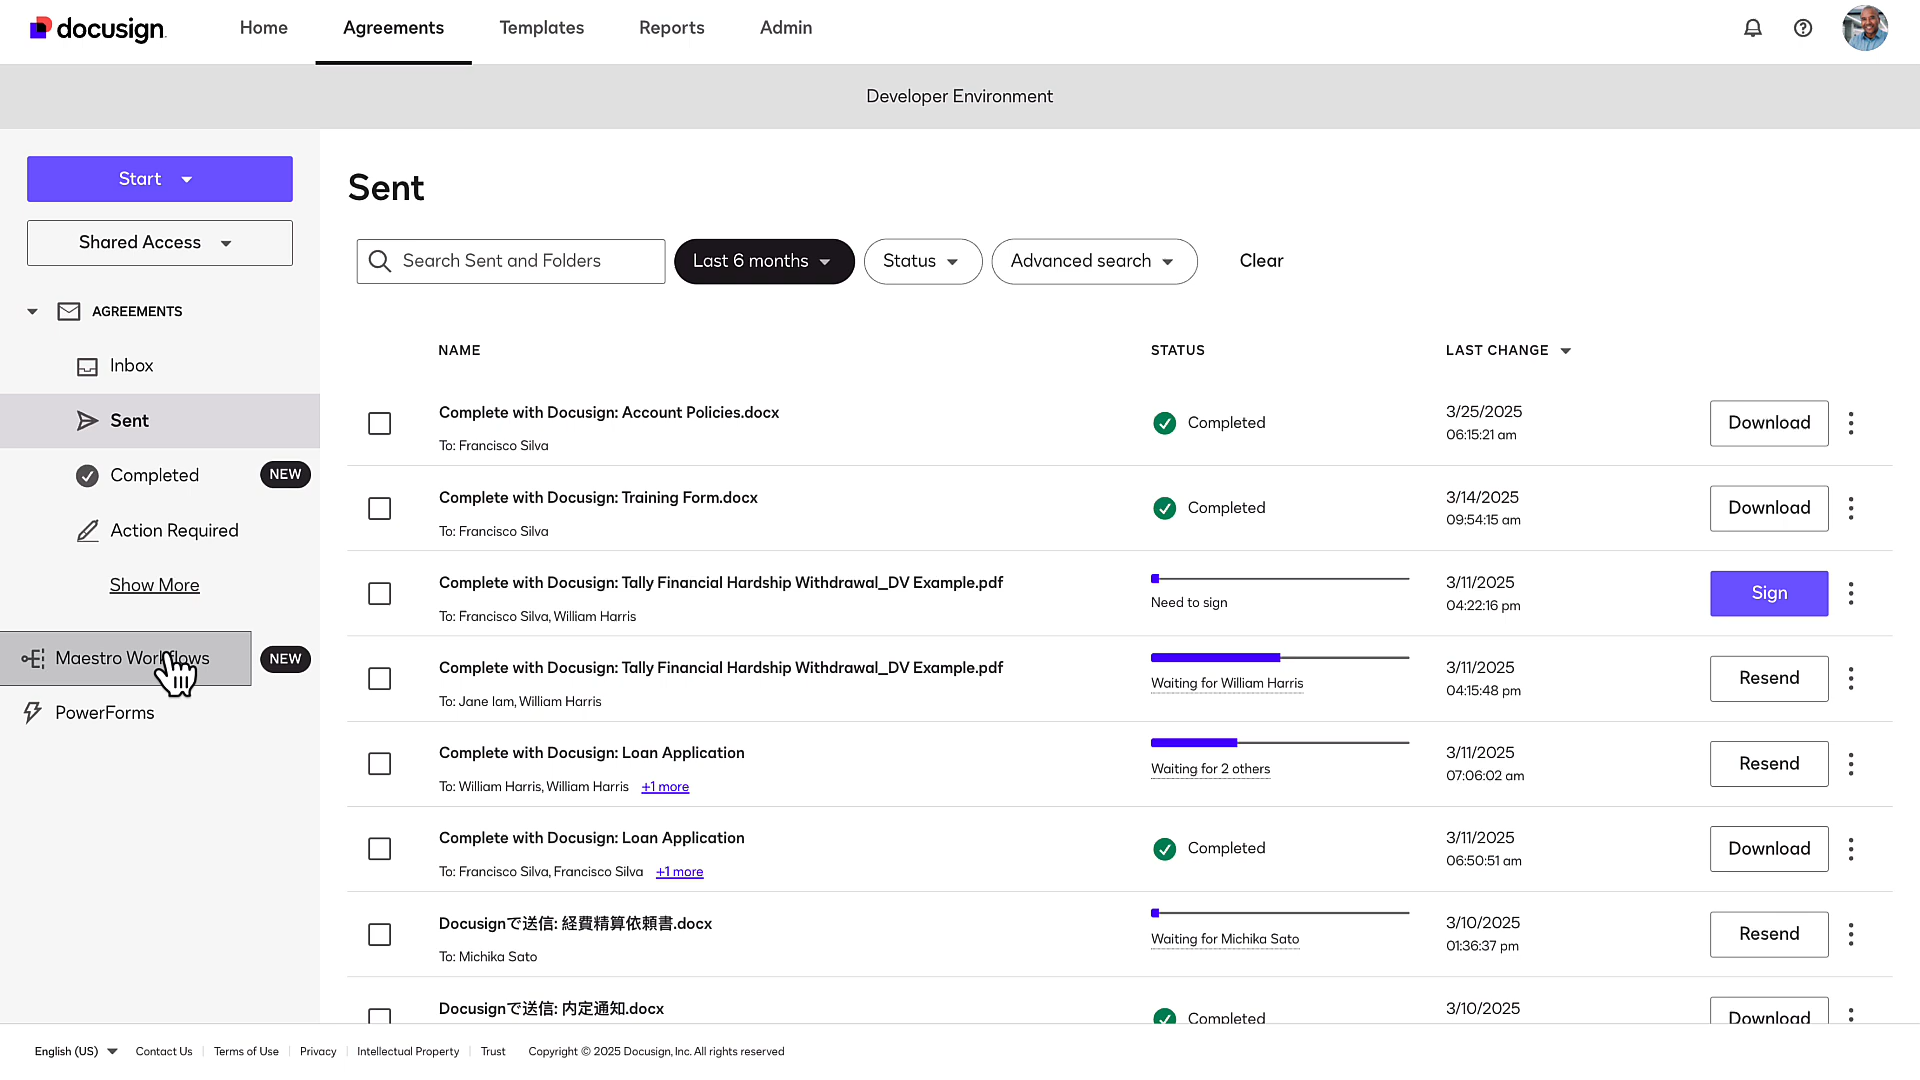 docusign
Home
Agreements
Templates
Reports
Admin
Developer Environment
Start
Shared Access
AGREEMENTS
Inbox
Sent
Completed
NEW
Action Required
Show More
Maestro Workflows
NEW
PowerForms
Sent
Search Sent and Folders
Last 6 months
Status
Advanced search
Clear
NAME
STATUS
LAST CHANGE
Complete with Docusign: Account Policies.docx
To: Francisco Silva
Completed
3/25/2025
06:15:21 am
Download
Complete with Docusign: Training Form.docx
To: Francisco Silva
Completed
3/14/2025
09:54:15 am
Download
Complete with Docusign: Tally Financial Hardship Withdrawal_DV Example.pdf
To: Francisco Silva, William Harris
Need to sign
3/11/2025
04:22:16 pm
Sign
Complete with Docusign: Tally Financial Hardship Withdrawal_DV Example.pdf
To: Jane Iam, William Harris
Waiting for William Harris
3/11/2025
04:15:48 pm
Resend
Complete with Docusign: Loan Application
To: William Harris, William Harris +1 more
Waiting for 2 others
3/11/2025
07:06:02 am
Resend
Complete with Docusign: Loan Application
To: Francisco Silva, Francisco Silva +1 more
Completed
3/11/2025
06:50:51 am
Download
Docusignで送信: 経費精算依頼書.docx
To: Michika Sato
Waiting for Michika Sato
3/10/2025
01:36:37 pm
Resend
Docusignで送信: 内定通知.docx
Completed
3/10/2025
Download
English (US)
Contact Us
Terms of Use
Privacy
Intellectual Property
Trust
Copyright © 2025 Docusign, Inc. All rights reserved